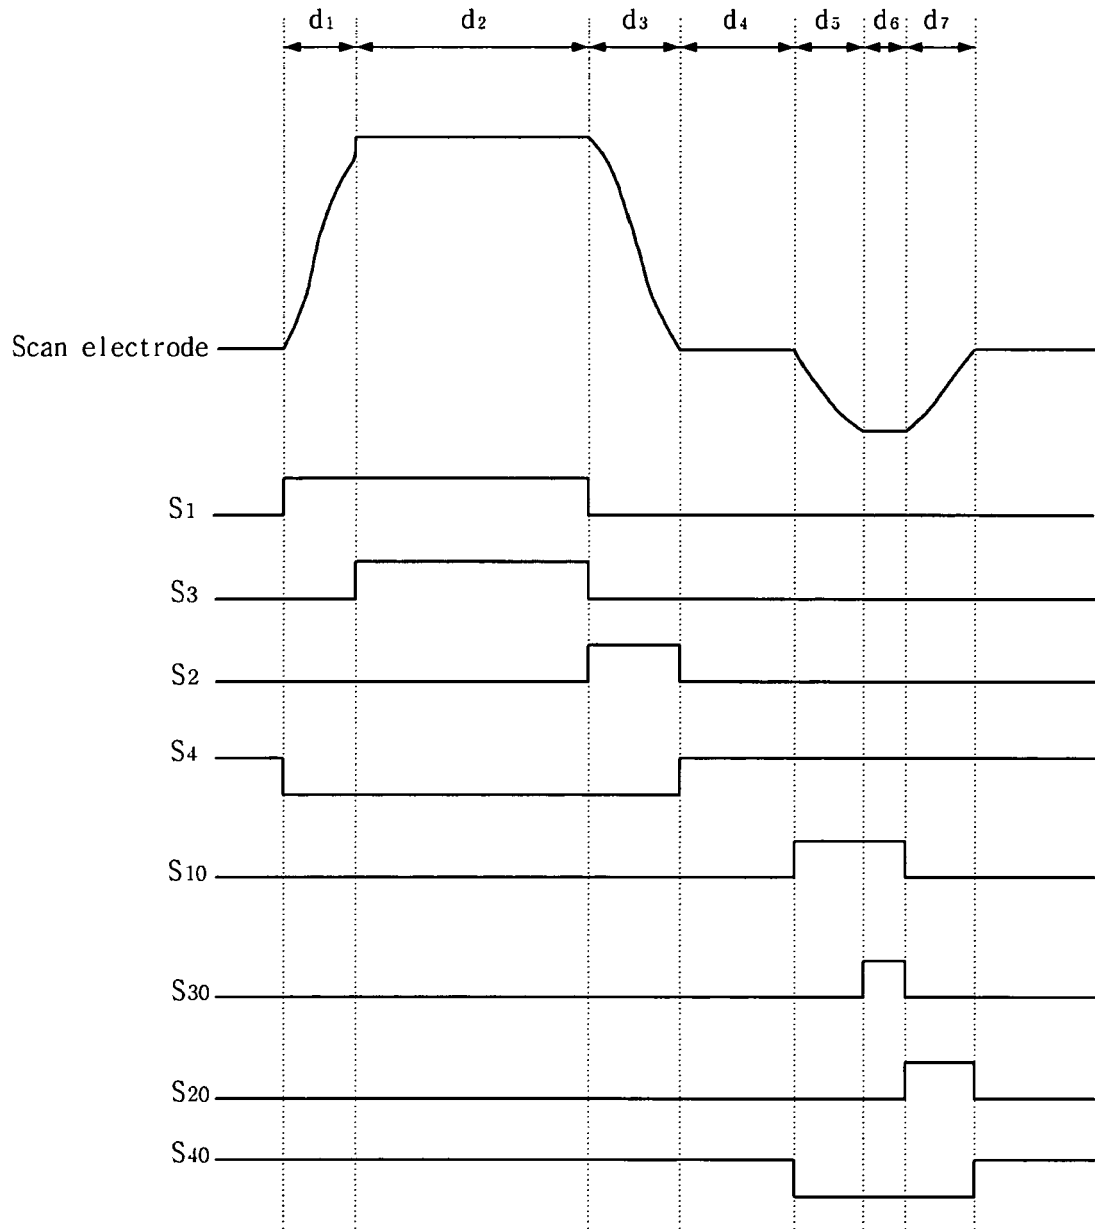 d1 d2 d3 d4 d5 d6 d7
Scan electrode
S1
S3
S2
S4
S10
S30
S20
S40